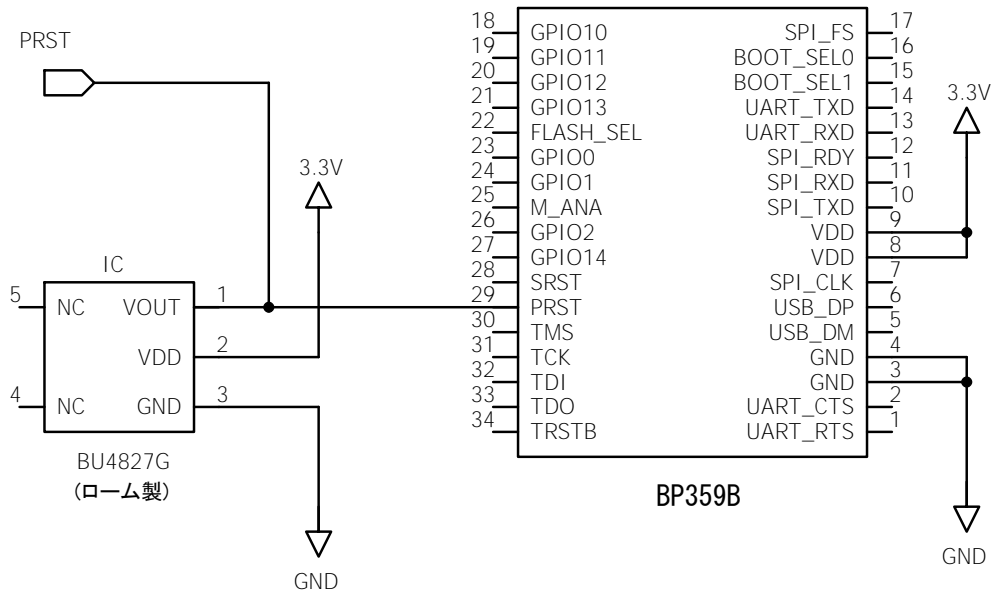 PRST
3.3V
IC
5 NC VOUT 1
VDD 2
4 NC GND 3
BU4827G
(ローム製)
GND
18 GPIO10 SPI_FS 17
19 GPIO11 BOOT_SEL0 16
20 GPIO12 BOOT_SEL1 15
21 GPIO13 UART_TXD 14
22 FLASH_SEL UART_RXD 13
23 GPIO0 SPI_RDY 12
24 GPIO1 SPI_RXD 11
25 M_ANA SPI_TXD 10
26 GPIO2 VDD 9
27 GPIO14 VDD 8
28 SRST SPI_CLK 7
29 PRST USB_DP 6
30 TMS USB_DM 5
31 TCK GND 4
32 TDI GND 3
33 TDO UART_CTS 2
34 TRSTB UART_RTS 1
BP359B
3.3V
GND